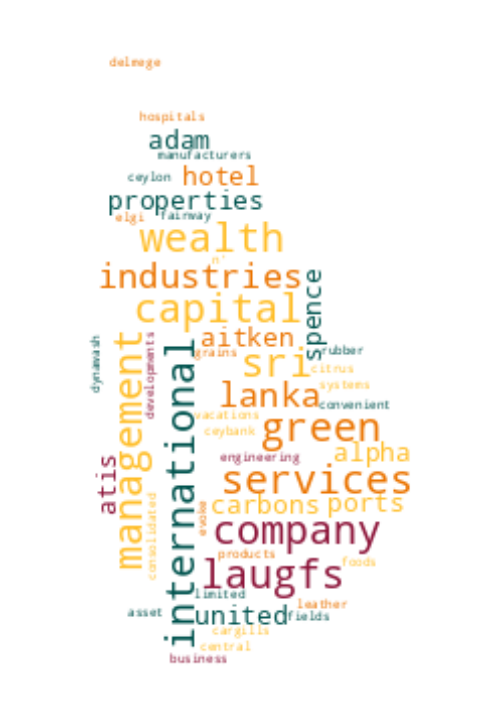 delmege
hospitals
adam
manufacturers
ceylon hotel
properties
elgi fairway
wealth
n'
industries
spence
capital
aitken
dynawash
developments
management
international
grains
sri
rubber
citrus
systems
lanka
convenient
vacations
green
ceybank
alpha
engineering
atis
services
consolidated
evoke
carbons
ports
company
products
foods
laugfs
limited
leather
asset
united
fields
cargills
central
business